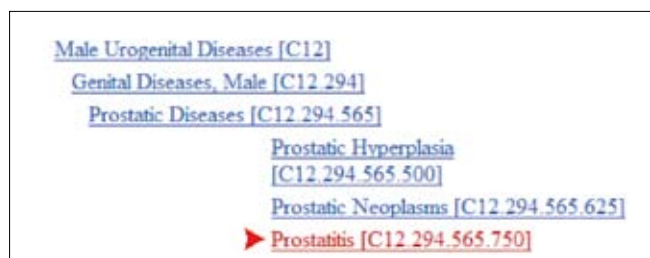 Male Urogenital Diseases [C12]
Genital Diseases, Male [C12.294]
Prostatic Diseases [C12.294.565]
Prostatic Hyperplasia
[C12.294.565.500]
Prostatic Neoplasms [C12.294.565.625]
Prostatitis [C12.294.565.750]